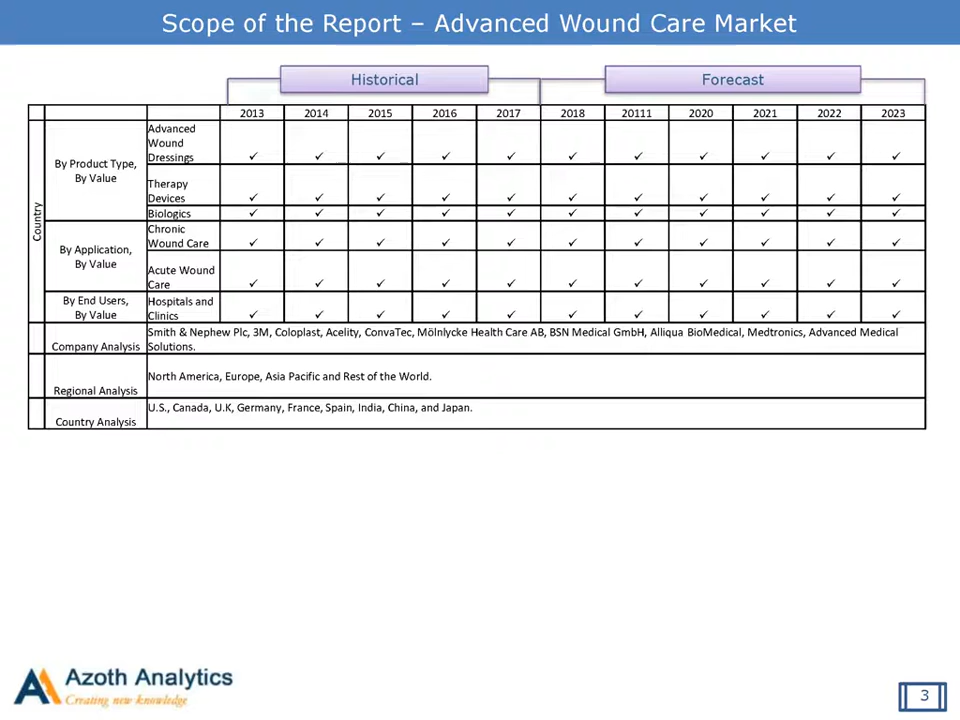 Scope of the Report – Advanced Wound Care Market
Historical
Forecast
2013 2014 2015 2016 2017 2018 20111 2020 2021 2022 2023
Country
By Product Type,
By Value
Advanced
Wound
Dressings ✓ ✓ ✓ ✓ ✓ ✓ ✓ ✓ ✓ ✓ ✓
Therapy
Devices ✓ ✓ ✓ ✓ ✓ ✓ ✓ ✓ ✓ ✓ ✓
Biologics ✓ ✓ ✓ ✓ ✓ ✓ ✓ ✓ ✓ ✓ ✓
By Application,
By Value
Chronic
Wound Care ✓ ✓ ✓ ✓ ✓ ✓ ✓ ✓ ✓ ✓ ✓
Acute Wound
Care ✓ ✓ ✓ ✓ ✓ ✓ ✓ ✓ ✓ ✓ ✓
By End Users,
By Value
Hospitals and
Clinics ✓ ✓ ✓ ✓ ✓ ✓ ✓ ✓ ✓ ✓ ✓
Company Analysis
Smith & Nephew Plc, 3M, Coloplast, Acelity, ConvaTec, Mölnlycke Health Care AB, BSN Medical GmbH, Alliqua BioMedical, Medtronics, Advanced Medical
Solutions.
Regional Analysis
North America, Europe, Asia Pacific and Rest of the World.
Country Analysis
U.S., Canada, U.K, Germany, France, Spain, India, China, and Japan.
Azoth Analytics
Creating new knowledge
3